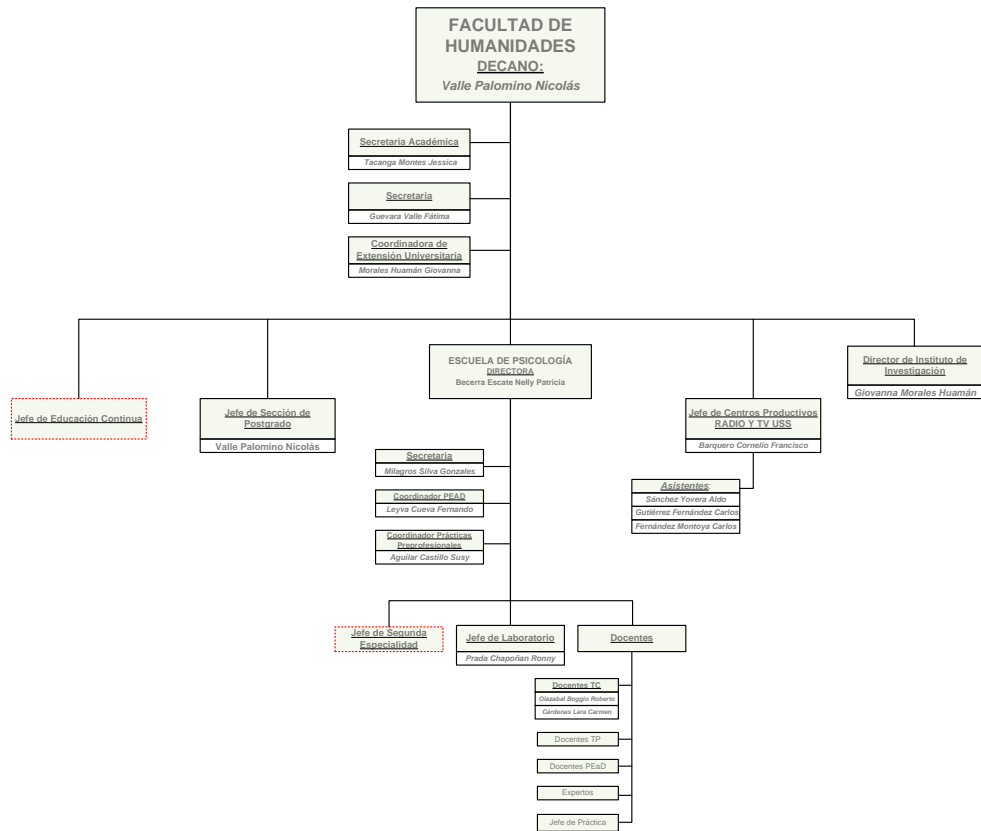 FACULTAD DE
HUMANIDADES
DECANO:
Valle Palomino Nicolás
Secretaria Académica
Tacanga Montes Jessica
Secretaria
Guevara Valle Fátima
Coordinadora de
Extensión Universitaria
Morales Huamán Giovanna
Jefe de Educación Continua
Jefe de Sección de
Postgrado
Valle Palomino Nicolás
ESCUELA DE PSICOLOGÍA
DIRECTORA
Becerra Escate Nelly Patricia
Jefe de Centros Productivos
RADIO Y TV USS
Barquero Cornelio Francisco
Director de Instituto de
Investigación
Giovanna Morales Huamán
Secretaria
Milagros Silva Gonzales
Coordinador PEAD
Leyva Cueva Fernando
Coordinador Prácticas
Preprofesionales
Aguilar Castillo Susy
Asistentes:
Sánchez Yovera Aldo
Gutiérrez Fernández Carlos
Fernández Montoya Carlos
Jefe de Segunda
Especialidad
Jefe de Laboratorio
Prada Chapoñan Ronny
Docentes
Docentes TC
Olazabal Boggio Roberto
Cárdenas Lara Carmen
Docentes TP
Docentes PEaD
Expertos
Jefe de Práctica